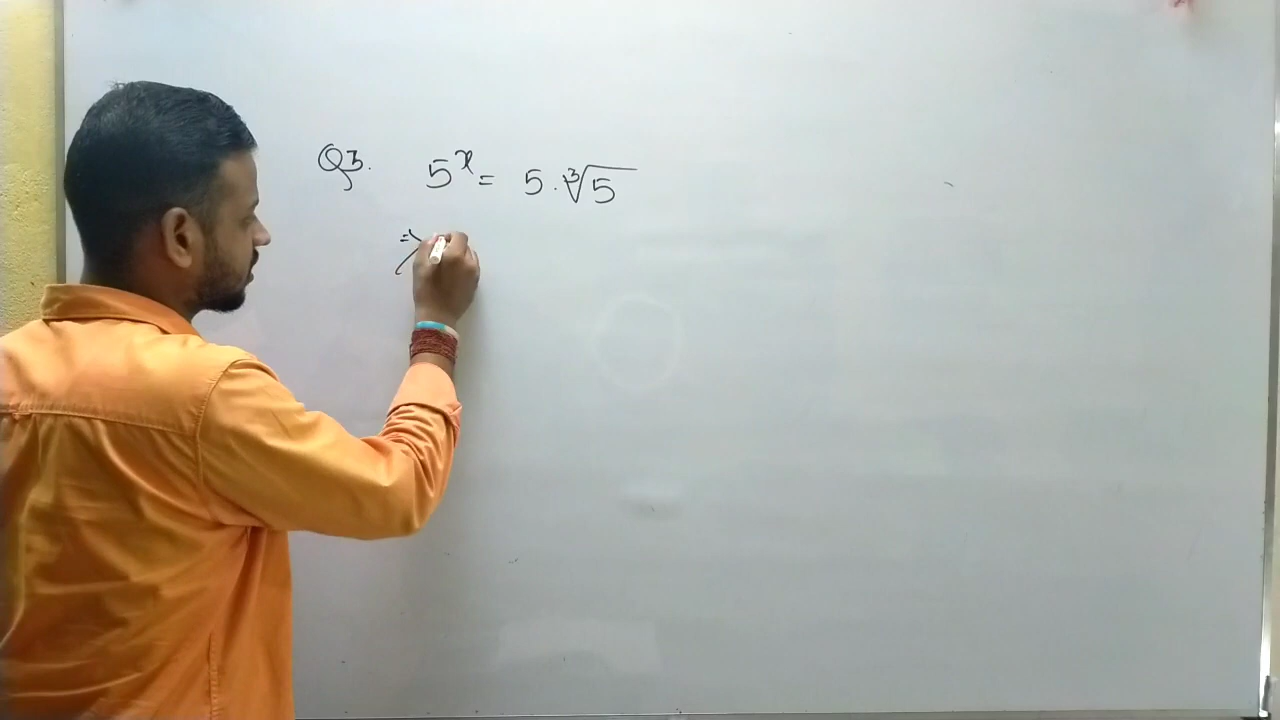 Q3. 5^x = 5.∛5
⇒